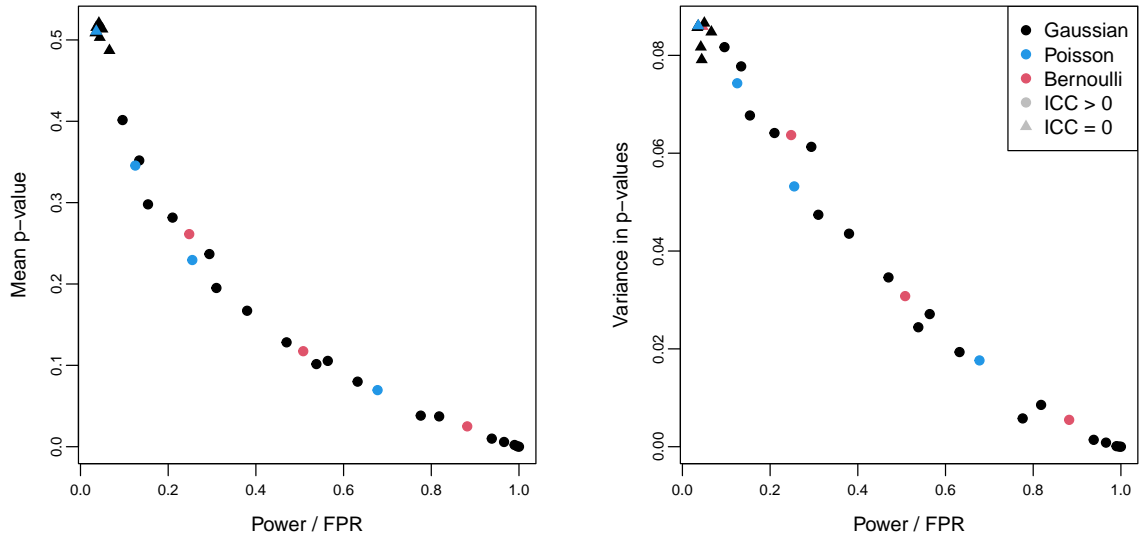 Mean p−value
0.5
0.4
0.3
0.2
0.1
0.0
0.0 0.2 0.4 0.6 0.8 1.0
Power / FPR
Variance in p−values
0.08
0.06
0.04
0.02
0.00
0.0 0.2 0.4 0.6 0.8 1.0
Power / FPR
Gaussian
Poisson
Bernoulli
ICC > 0
ICC = 0